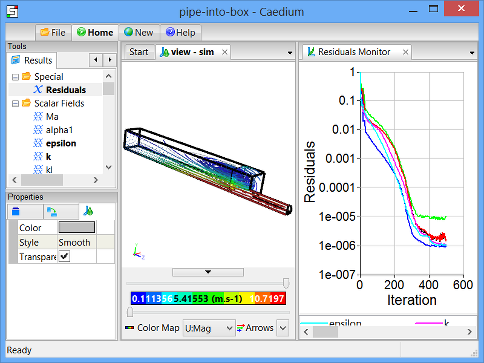 pipe-into-box - Caedium
File Home New Help
Tools
Results
Special
Residuals
Scalar Fields
Ma
alpha1
epsilon
k
kl
Properties
Color
Style Smooth
Transpare
Start view - sim
0.111356 5.41553 (m.s-1) 10.7197
Color Map U:Mag Arrows
Residuals Monitor
1
0.1
0.01
0.001
0.0001
1e-005
1e-006
1e-007
Residuals
0 200 400 600
Iteration
epsilon k
Ready